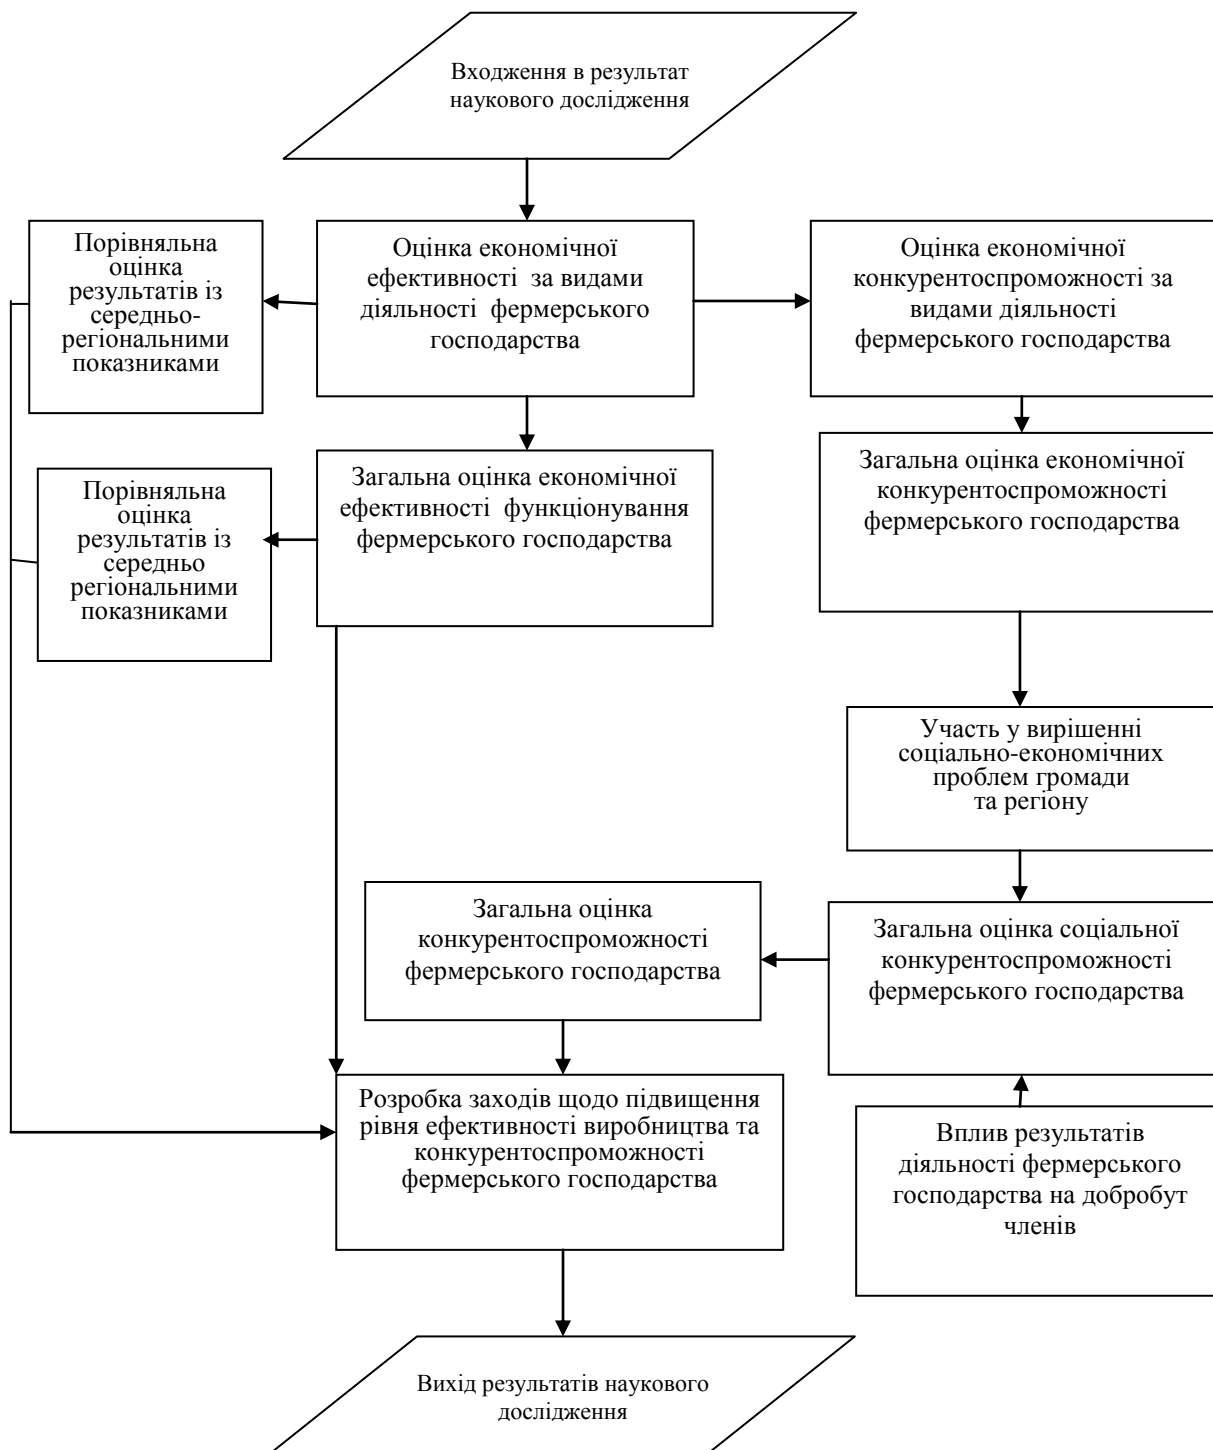 Входження в результат
наукового дослідження
Порівняльна
оцінка
результатів із
середньо-
регіональними
показниками
Оцінка економічної
ефективності за видами
діяльності фермерського
господарства
Оцінка економічної
конкурентоспроможності за
видами діяльності
фермерського господарства
Порівняльна
оцінка
результатів із
середньо
регіональними
показниками
Загальна оцінка економічної
ефективності функціонування
фермерського господарства
Загальна оцінка економічної
конкурентоспроможності
фермерського господарства
Участь у вирішенні
соціально-економічних
проблем громади
та регіону
Загальна оцінка
конкурентоспроможності
фермерського господарства
Загальна оцінка соціальної
конкурентоспроможності
фермерського господарства
Розробка заходів щодо підвищення
рівня ефективності виробництва та
конкурентоспроможності
фермерського господарства
Вплив результатів
діяльності фермерського
господарства на добробут
членів
Вихід результатів наукового
дослідження